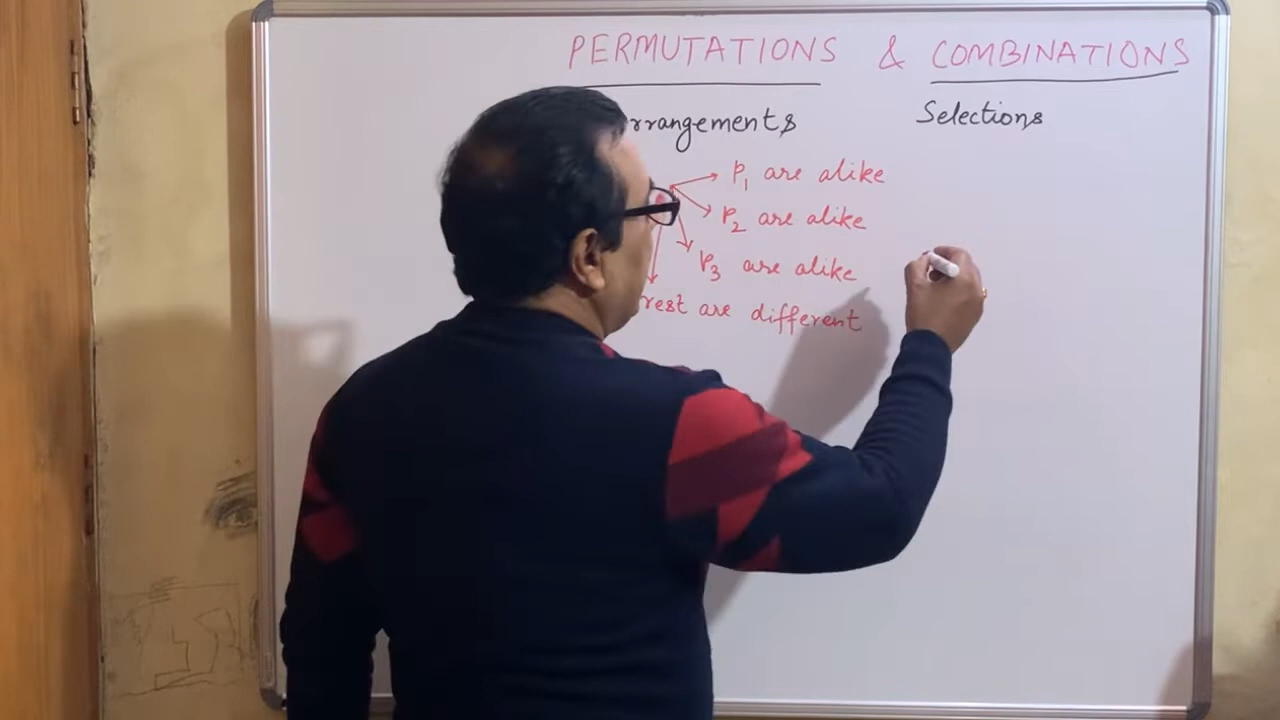 PERMUTATIONS & COMBINATIONS
rrangements Selections
P1 are alike
P2 are alike
P3 are alike
rest are different